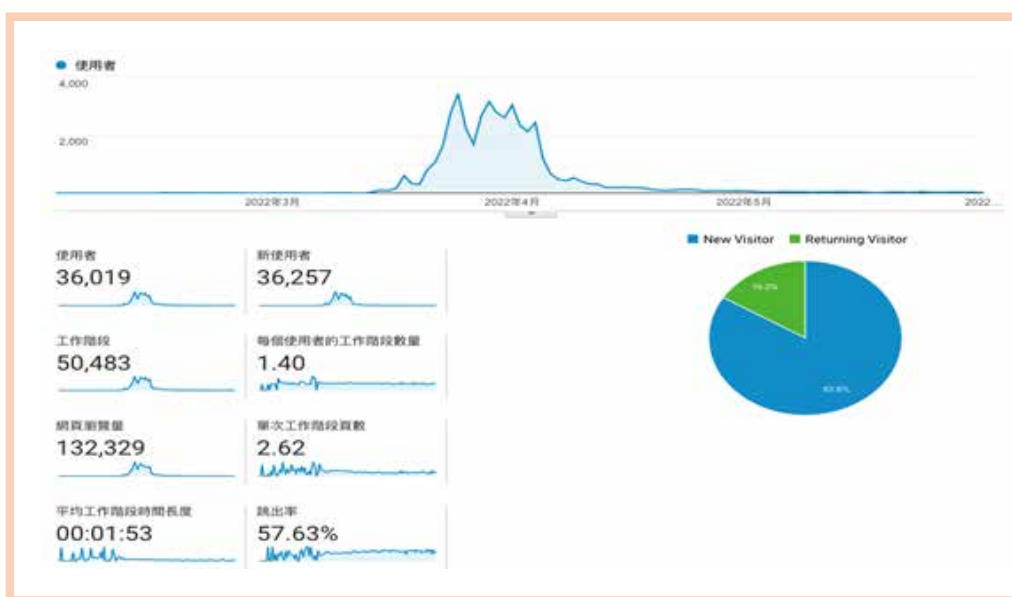 使用者
4,000
2,000
2022年3月
2022年4月
2022年5月
2022...
New Visitor
Returning Visitor
16.2%
83.8%
使用者
36,019
新使用者
36,257
工作階段
50,483
每個使用者的工作階段數量
1.40
網頁瀏覽量
132,329
單次工作階段頁數
2.62
平均工作階段時間長度
00:01:53
跳出率
57.63%